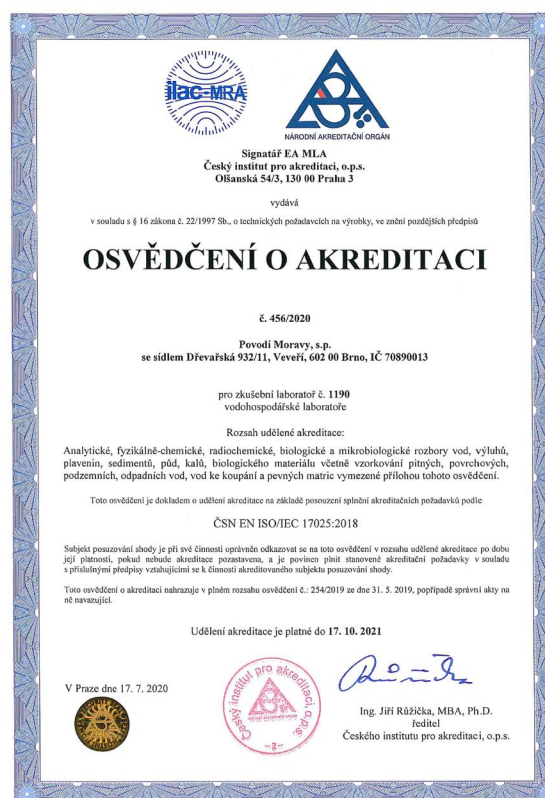 ilac-MRA
NÁRODNÍ AKREDITAČNÍ ORGÁN
Signatář EA MLA
Český institut pro akreditaci, o.p.s.
Olšanská 54/3, 130 00 Praha 3
vydává
v souladu s § 16 zákona č. 22/1997 Sb., o technických požadavcích na výrobky, ve znění pozdějších předpisů
OSVĚDČENÍ O AKREDITACI
č. 456/2020
Povodí Moravy, s.p.
se sídlem Dřevařská 932/11, Veveří, 602 00 Brno, IČ 70890013
pro zkušební laboratoř č. 1190
vodohospodářské laboratoře
Rozsah udělené akreditace:
Analytické, fyzikálně-chemické, radiochemické, biologické a mikrobiologické rozbory vod, výluhů,
plavenin, sedimentů, půd, kalů, biologického materiálu včetně vzorkování pitných, povrchových,
podzemních, odpadních vod, vod ke koupání a pevných matric vymezené přílohou tohoto osvědčení.
Toto osvědčení je dokladem o udělení akreditace na základě posouzení splnění akreditačních požadavků podle
ČSN EN ISO/IEC 17025:2018
Subjekt posuzování shody je při své činnosti oprávněn odkazovat se na toto osvědčení v rozsahu udělené akreditace po dobu
její platnosti, pokud nebude akreditace pozastavena, a je povinen plnit stanovené akreditační požadavky v souladu
s příslušnými předpisy vztahujícími se k činnosti akreditovaného subjektu posuzování shody.
Toto osvědčení o akreditaci nahrazuje v plném rozsahu osvědčení č.: 254/2019 ze dne 31. 5. 2019, popřípadě správní akty na
ně navazující.
Udělení akreditace je platné do 17. 10. 2021
V Praze dne 17. 7. 2020
Český institut pro akreditaci, o.p.s.
-2-
Ing. Jiří Růžička, MBA, Ph.D.
ředitel
Českého institutu pro akreditaci, o.p.s.